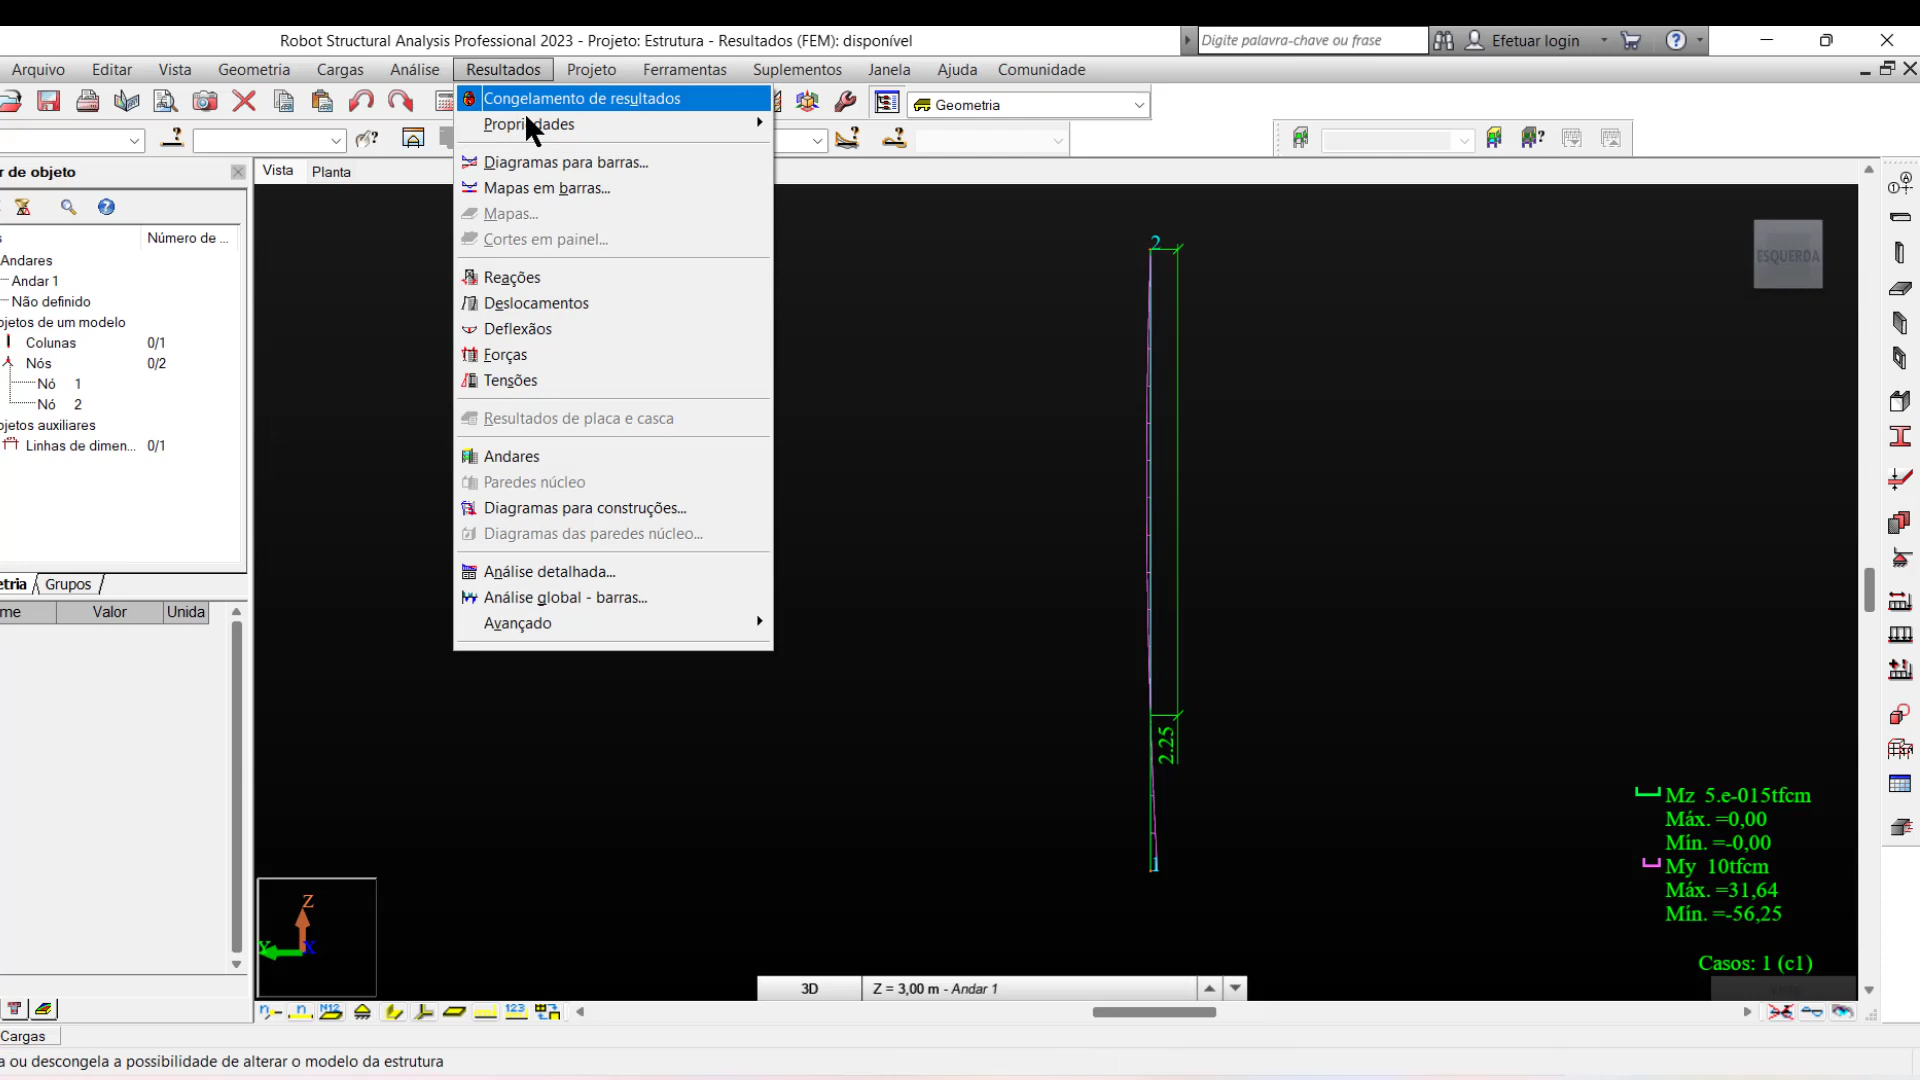 Robot Structural Analysis Professional 2023 - Projeto: Estrutura - Resultados (FEM): disponível
Digite palavra-chave ou frase
Efetuar login
Arquivo Editar Vista Geometria Cargas Análise Resultados Projeto Ferramentas Suplementos Janela Ajuda Comunidade
Geometria
r de objeto
Vista Planta
Congelamento de resultados
Propriedades
Diagramas para barras...
Mapas em barras...
Mapas...
Cortes em painel...
Reações
Deslocamentos
Deflexãos
Forças
Tensões
Resultados de placa e casca
Andares
Paredes núcleo
Diagramas para construções...
Diagramas das paredes núcleo...
Análise detalhada...
Análise global - barras...
Avançado
s Número de ...
Andares
Andar 1
Não definido
ojetos de um modelo
Colunas 0/1
Nós 0/2
Nó 1
Nó 2
ojetos auxiliares
Linhas de dimen... 0/1
etria Grupos
me Valor Unida
2
2.25
1
ESQUERDA
Mz 5.e-015tfcm
Máx. =0,00
Mín. =-0,00
My 10tfcm
Máx. =31,64
Mín. =-56,25
Casos: 1 (c1)
Z
Y X
3D Z = 3,00 m - Andar 1
Cargas
a ou descongela a possibilidade de alterar o modelo da estrutura